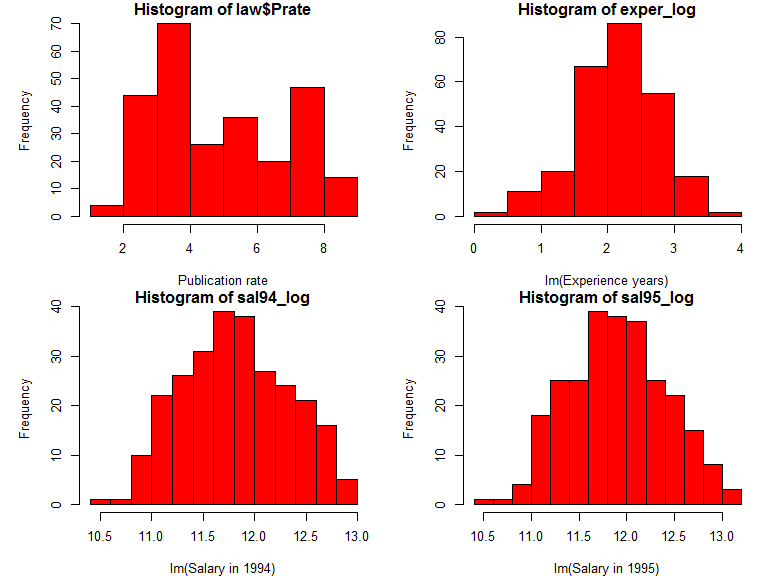 Histogram of law$Prate
Frequency
0 10 20 30 40 50 60 70
2 4 6 8
Publication rate
Histogram of exper_log
Frequency
0 20 40 60 80
0 1 2 3 4
lm(Experience years)
Histogram of sal94_log
Frequency
0 10 20 30 40
10.5 11.0 11.5 12.0 12.5 13.0
lm(Salary in 1994)
Histogram of sal95_log
Frequency
0 10 20 30 40
10.5 11.0 11.5 12.0 12.5 13.0
lm(Salary in 1995)